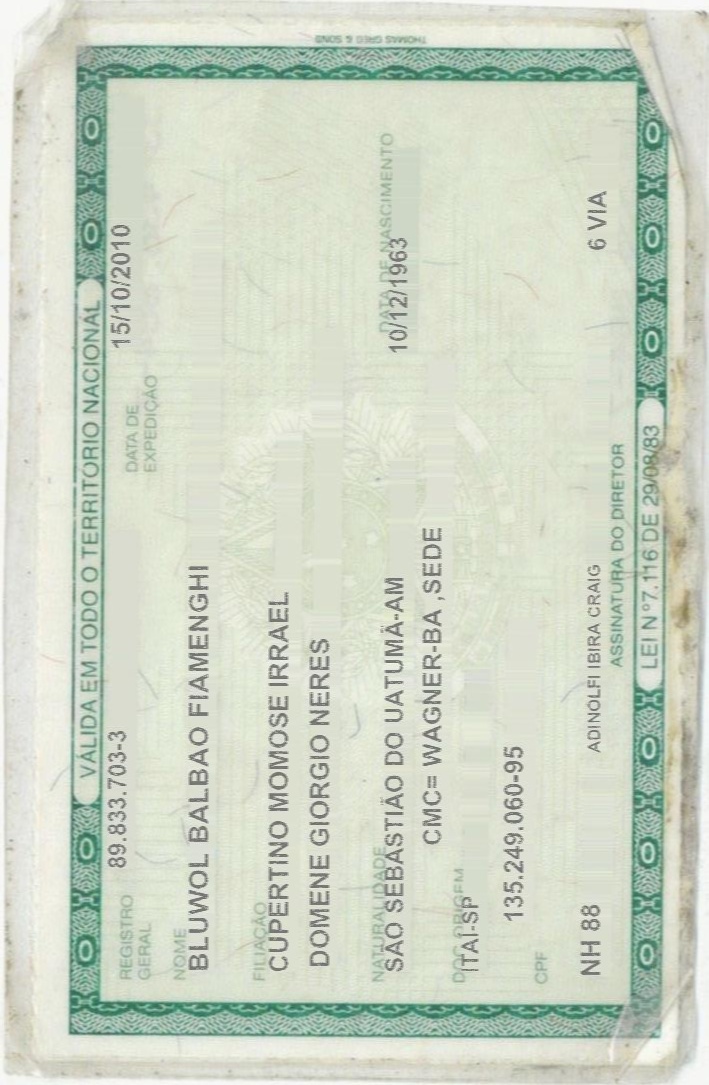 THOMAS GREG & SONS
VÁLIDA EM TODO O TERRITÓRIO NACIONAL
REGISTRO GERAL 89.833.703-3 DATA DE EXPEDIÇÃO 15/10/2010
NOME
BLUWOL BALBAO FIAMENGHI
FILIAÇÃO
CUPERTINO MOMOSE IRRAEL
DOMENE GIORGIO NERES
NATURALIDADE DATA DE NASCIMENTO
SÃO SEBASTIÃO DO UATUMÃ-AM 10/12/1963
DOC ORIGEM CMC= WAGNER-BA ,SEDE
ITAÍ-SP
CPF 135.249.060-95
NH 88 ADINÓLFI IBIRA CRAIG 6 VIA
ASSINATURA DO DIRETOR
LEI Nº 7.116 DE 29/08/83